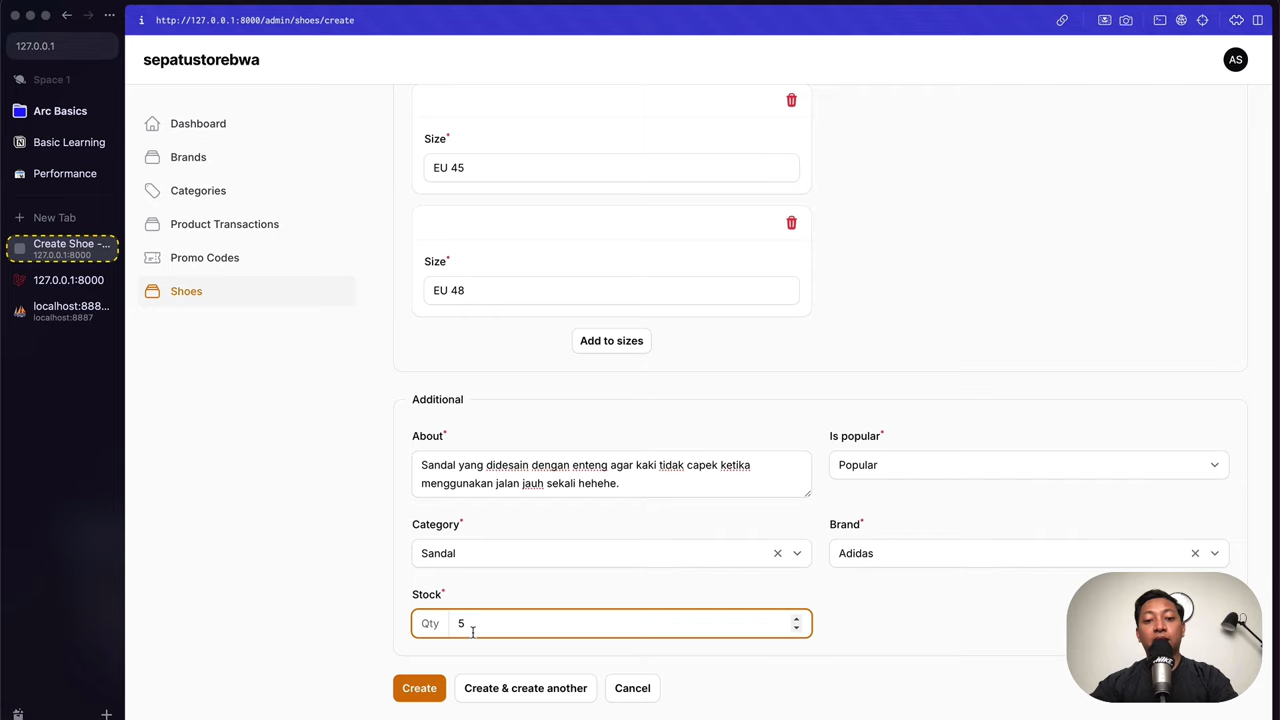 http://127.0.0.1:8000/admin/shoes/create
127.0.0.1
Space 1
Arc Basics
Basic Learning
Performance
New Tab
Create Shoe -...
127.0.0.1:8000
127.0.0.1:8000
localhost:888...
localhost:8887
sepatustorebwa
AS
Dashboard
Brands
Categories
Product Transactions
Promo Codes
Shoes
Size*
EU 45
Size*
EU 48
Add to sizes
Additional
About*
Sandal yang didesain dengan enteng agar kaki tidak capek ketika
menggunakan jalan jauh sekali hehehe.
Is popular*
Popular
Category*
Sandal
Brand*
Adidas
Stock*
Qty 5
Create
Create & create another
Cancel
NIKE